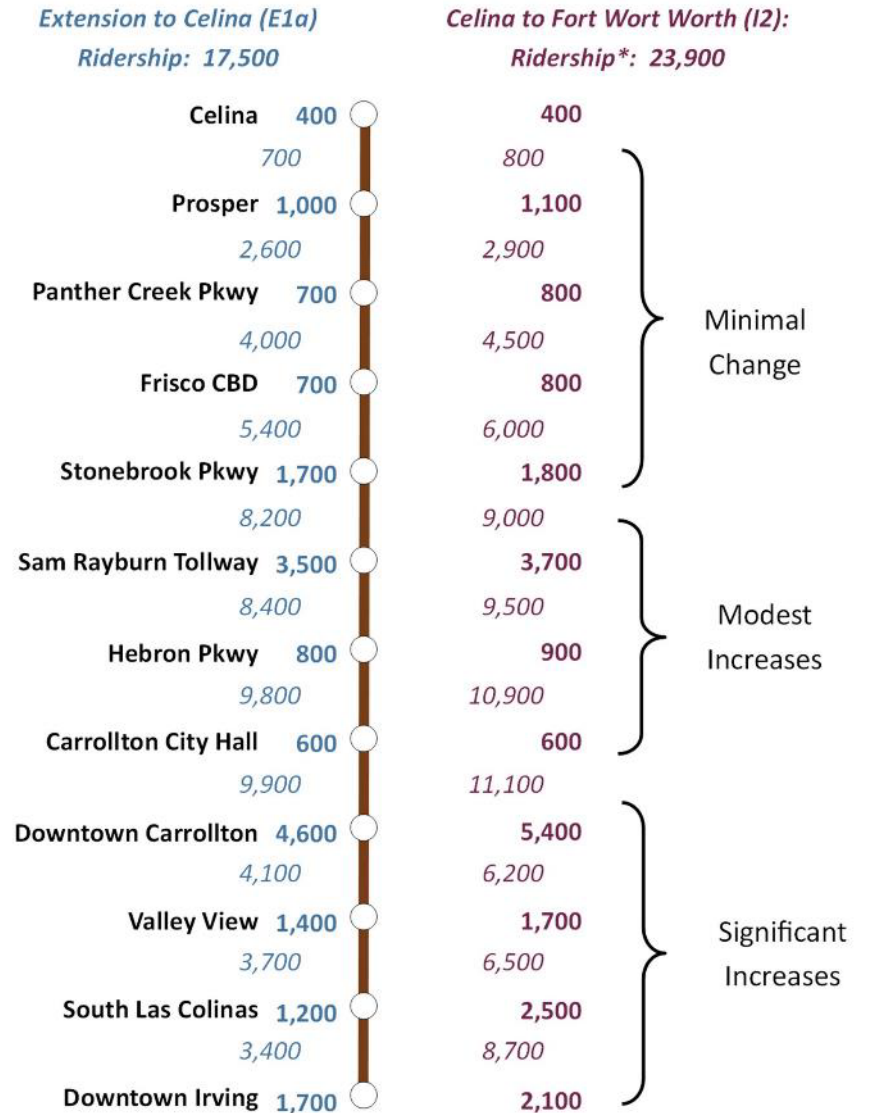 Extension to Celina (E1a)
Ridership: 17,500
Celina to Fort Wort Worth (I2):
Ridership*: 23,900
Celina 400 400
700 800
Prosper 1,000 1,100
2,600 2,900
Panther Creek Pkwy 700 800
4,000 4,500
Minimal
Change
Frisco CBD 700 800
5,400 6,000
Stonebrook Pkwy 1,700 1,800
8,200 9,000
Sam Rayburn Tollway 3,500 3,700
8,400 9,500
Modest
Increases
Hebron Pkwy 800 900
9,800 10,900
Carrollton City Hall 600 600
9,900 11,100
Downtown Carrollton 4,600 5,400
4,100 6,200
Valley View 1,400 1,700
3,700 6,500
Significant
Increases
South Las Colinas 1,200 2,500
3,400 8,700
Downtown Irving 1,700 2,100